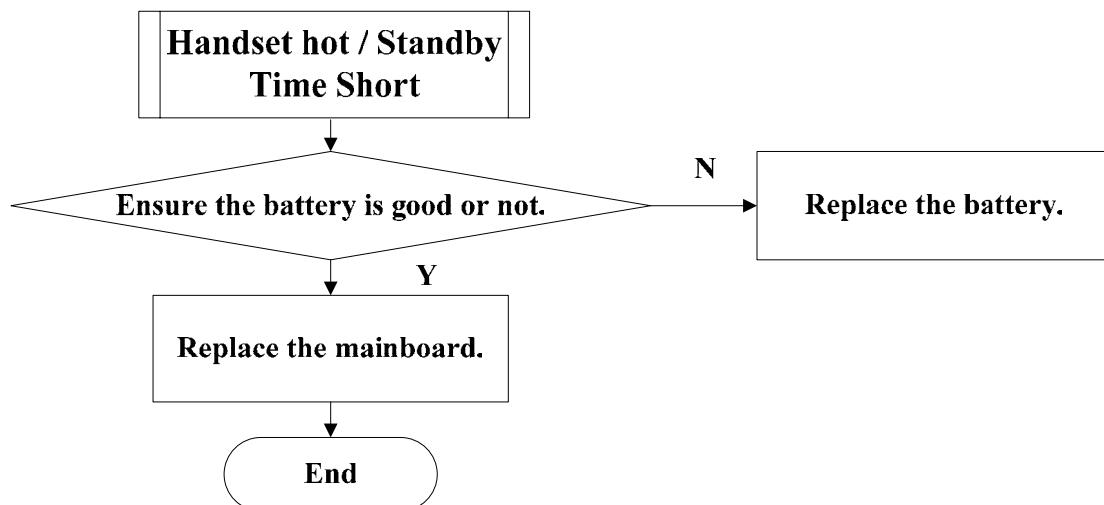 Handset hot / Standby
Time Short
Ensure the battery is good or not.
N
Replace the battery.
Y
Replace the mainboard.
End